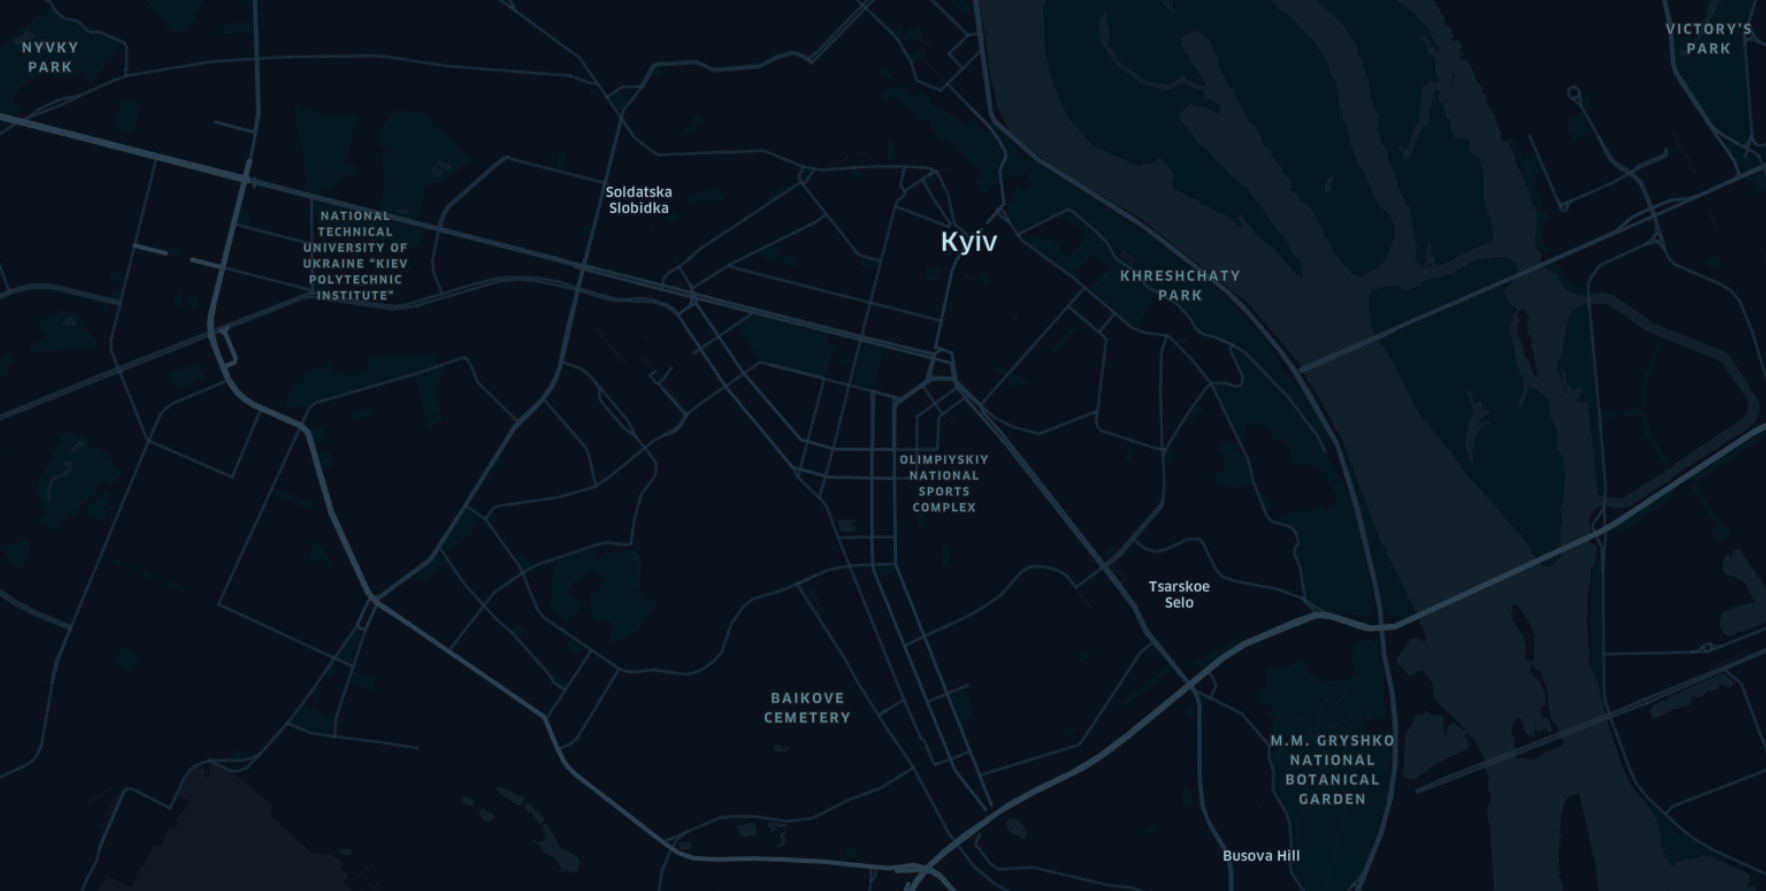 NYVKY
PARK
VICTORY'S
PARK
Soldatska
Slobidka
NATIONAL
TECHNICAL
UNIVERSITY OF
UKRAINE "KIEV
POLYTECHNIC
INSTITUTE"
Kyiv
KHRESHCHATY
PARK
OLIMPIYSKIY
NATIONAL
SPORTS
COMPLEX
Tsarskoe
Selo
BAIKOVE
CEMETERY
M.M. GRYSHKO
NATIONAL
BOTANICAL
GARDEN
Busova Hill